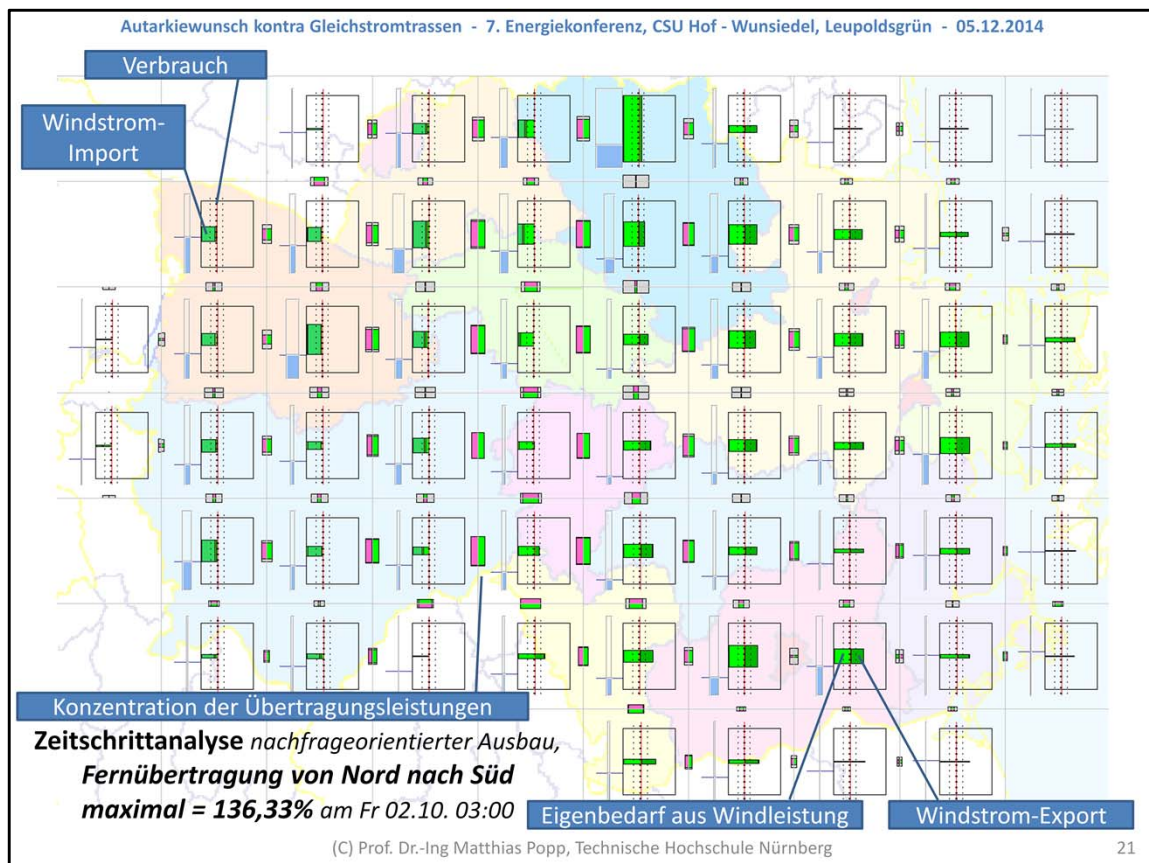 Autarkiewunsch kontra Gleichstromtrassen - 7. Energiekonferenz, CSU Hof - Wunsiedel, Leupoldsgrün - 05.12.2014
Verbrauch
Windstrom-
Import
Konzentration der Übertragungsleistungen
Zeitschrittanalyse nachfrageorientierter Ausbau,
Fernübertragung von Nord nach Süd
maximal = 136,33% am Fr 02.10. 03:00
Eigenbedarf aus Windleistung
Windstrom-Export
(C) Prof. Dr.-Ing Matthias Popp, Technische Hochschule Nürnberg
21